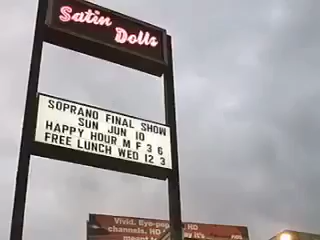 Satin
Dolls
SOPRANO FINAL SHOW
SUN JUN 10
HAPPY HOUR M F 3 6
FREE LUNCH WED 12 3
Vivid. Eye-pop
channels. HD
meant